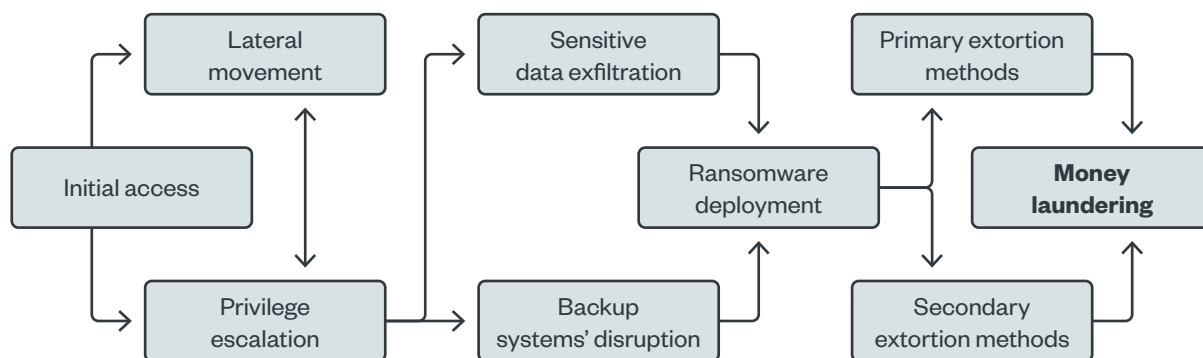 Initial access
Lateral
movement
Privilege
escalation
Sensitive
data exfiltration
Backup
systems’ disruption
Ransomware
deployment
Primary extortion
methods
Secondary
extortion methods
Money
laundering